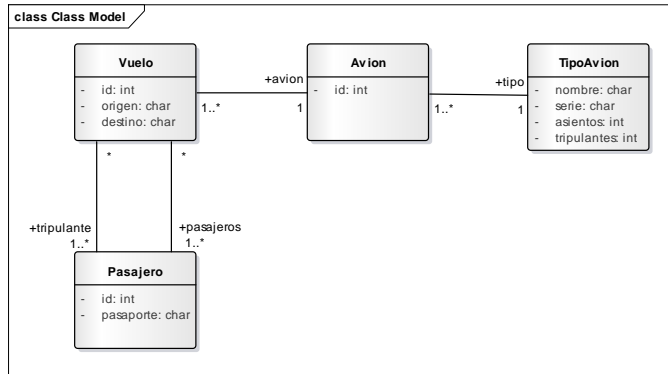 class Class Model
Vuelo
- id: int
- origen: char
- destino: char
+avion
1..*
1
Avion
- id: int
+tipo
1..*
1
TipoAvion
- nombre: char
- serie: char
- asientos: int
- tripulantes: int
*
*
+tripulante
1..*
+pasajeros
1..*
Pasajero
- id: int
- pasaporte: char